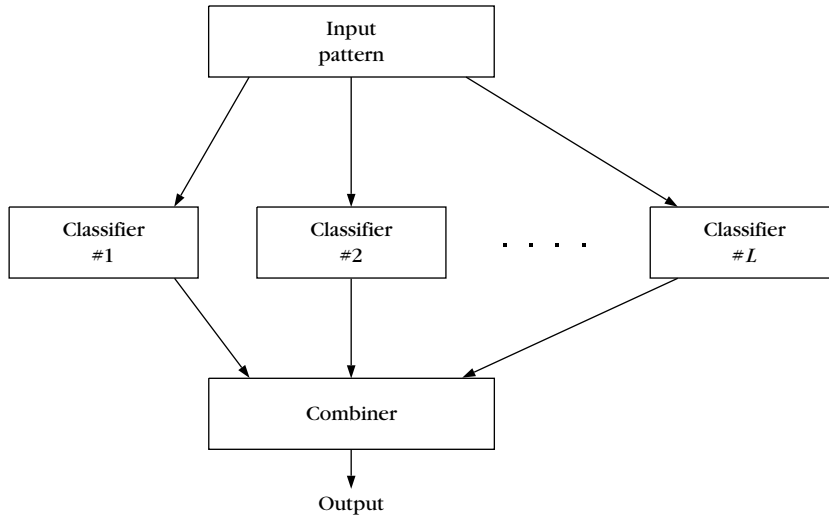 Input
pattern
Classifier
#1
Classifier
#2
. . . .
Classifier
#L
Combiner
Output